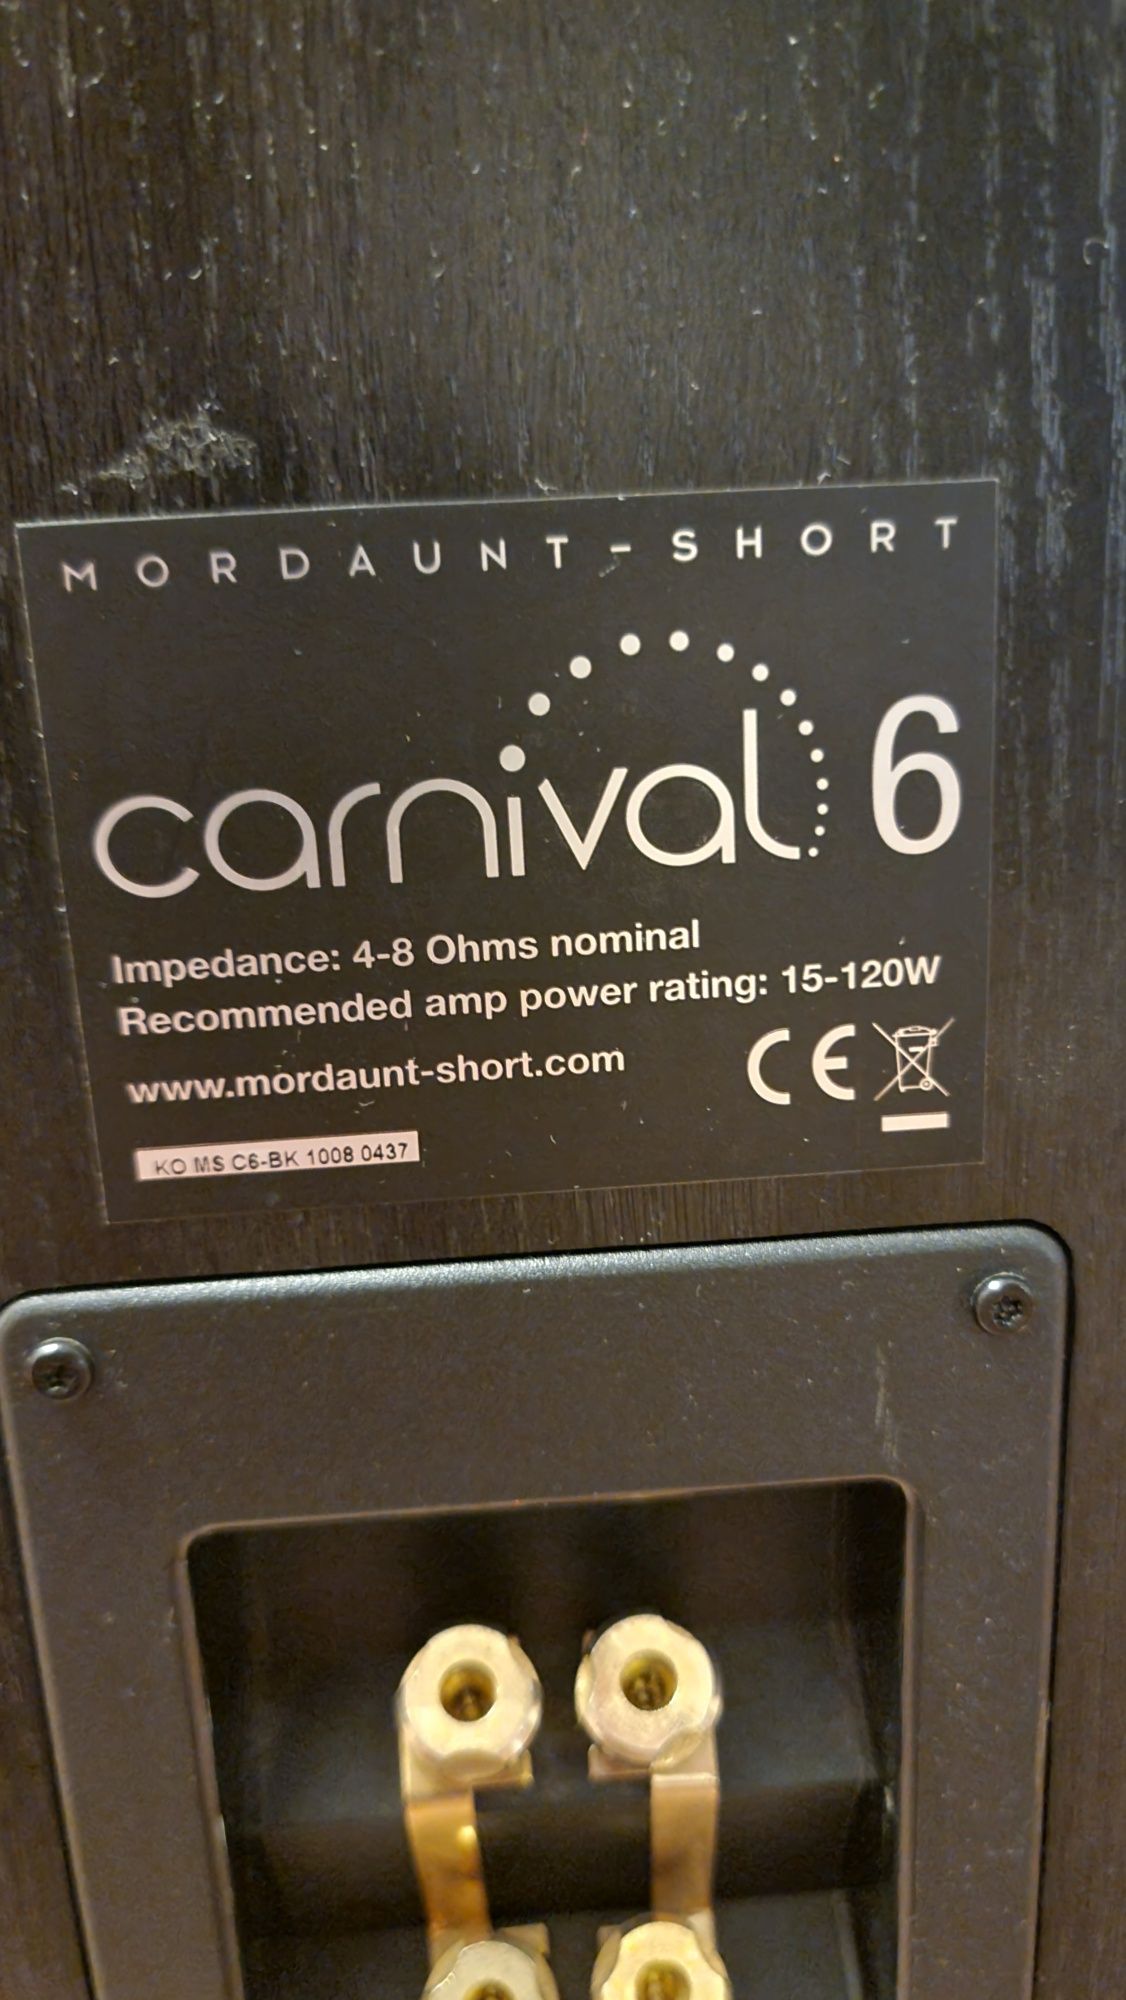 MORDAUNT-SHORT
carnival 6
Impedance: 4-8 Ohms nominal
Recommended amp power rating: 15-120W
www.mordaunt-short.com
CE
KO MS C6-BK 1008 0437